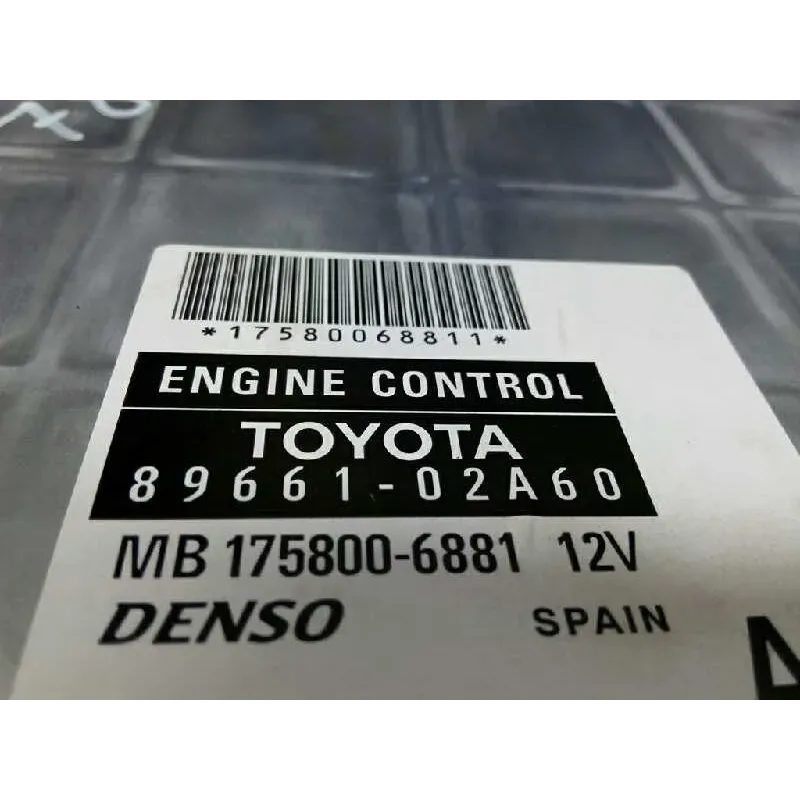 *17580068811*
ENGINE CONTROL
TOYOTA
89661-02A60
MB 175800-6881 12V
DENSO SPAIN